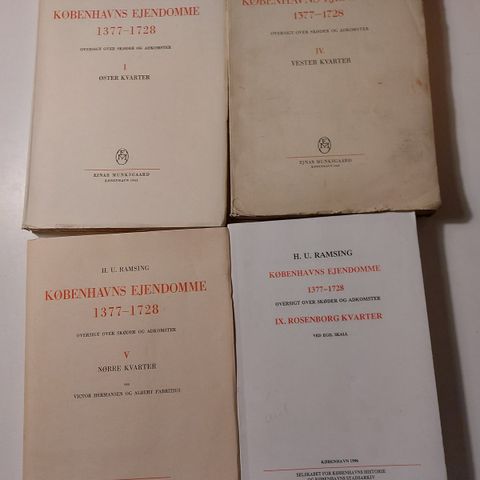 KØBENHAVNS EJENDOMME
1377-1728
OVERSIGT OVER SKØDER OG ADKOMSTER
I
ØSTER KVARTER
EJNAR MUNKSGAARD
KØBENHAVNS EJENDOMME
1377-1728
OVERSIGT OVER SKØDER OG ADKOMSTER
IV.
VESTER KVARTER
EJNAR MUNKSGAARD
H. U. RAMSING
KØBENHAVNS EJENDOMME
1377-1728
OVERSIGT OVER SKØDER OG ADKOMSTER
V
NØRRE KVARTER
VED
VICTOR HERMANSEN OG ALBERT FABRITIUS
H. U. RAMSING
KØBENHAVNS EJENDOMME
1377-1728
OVERSIGT OVER SKØDER OG ADKOMSTER
IX. ROSENBORG KVARTER
VED EGIL SKALL
KØBENHAVN 1986
SELSKABET FOR KØBENHAVNS HISTORIE
OG KØBENHAVNS STADSARKIV